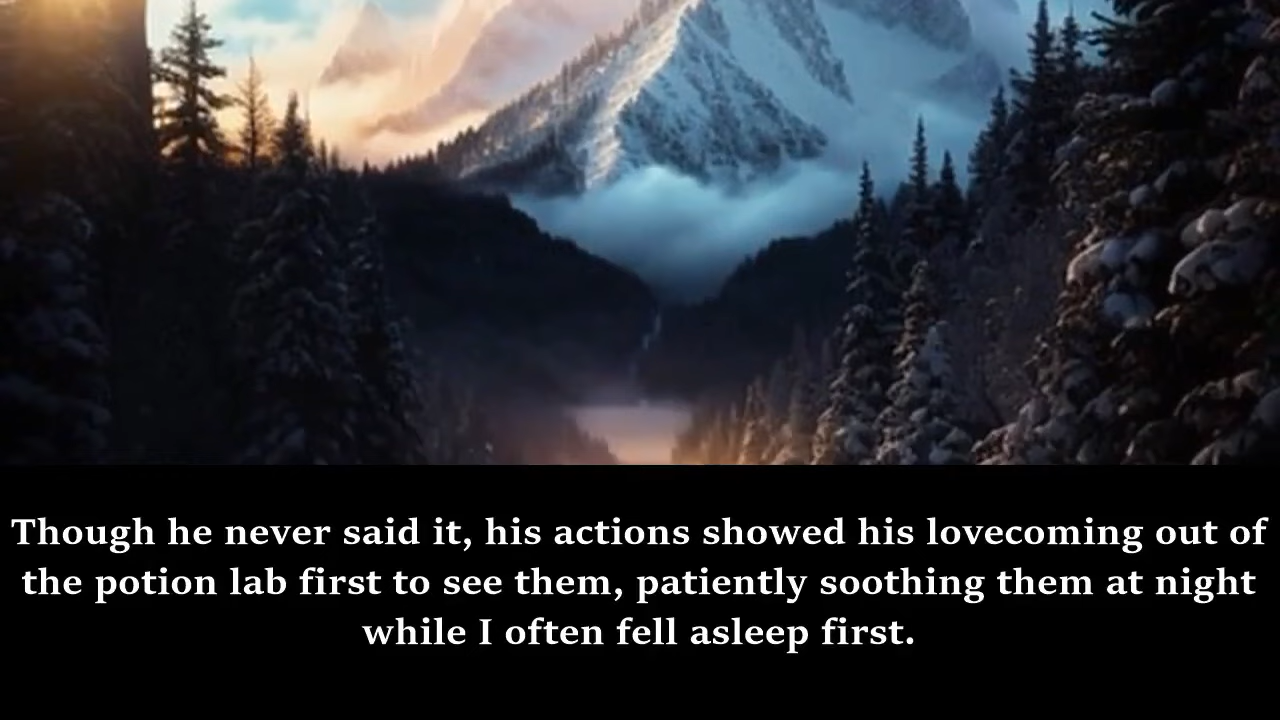 Though he never said it, his actions showed his lovecoming out of
the potion lab first to see them, patiently soothing them at night
while I often fell asleep first.